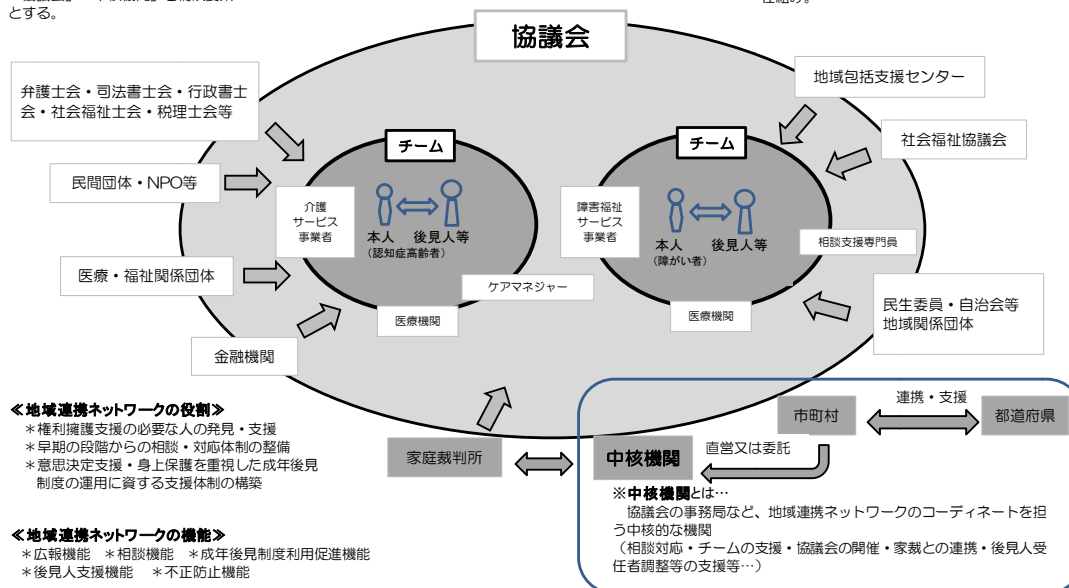 とする。
仕組み。
協議会
弁護士会・司法書士会・行政書士
会・社会福祉士会・税理士会等
地域包括支援センター
社会福祉協議会
民間団体・NPO等
チーム
介護
サービス
事業者
本人 後見人等
(認知症高齢者)
ケアマネジャー
医療機関
チーム
障害福祉
サービス
事業者
本人 後見人等
(障がい者)
相談支援専門員
医療機関
医療・福祉関係団体
金融機関
民生委員・自治会等
地域関係団体
≪地域連携ネットワークの役割≫
＊権利擁護支援の必要な人の発見・支援
＊早期の段階からの相談・対応体制の整備
＊意思決定支援・身上保護を重視した成年後見
制度の運用に資する支援体制の構築
≪地域連携ネットワークの機能≫
＊広報機能 ＊相談機能 ＊成年後見制度利用促進機能
＊後見人支援機能 ＊不正防止機能
家庭裁判所
中核機関
市町村
連携・支援
都道府県
直営又は委託
※中核機関とは…
協議会の事務局など、地域連携ネットワークのコーディネートを担
う中核的な機関
（相談対応・チームの支援・協議会の開催・家裁との連携・後見人受
任者調整等の支援等…）